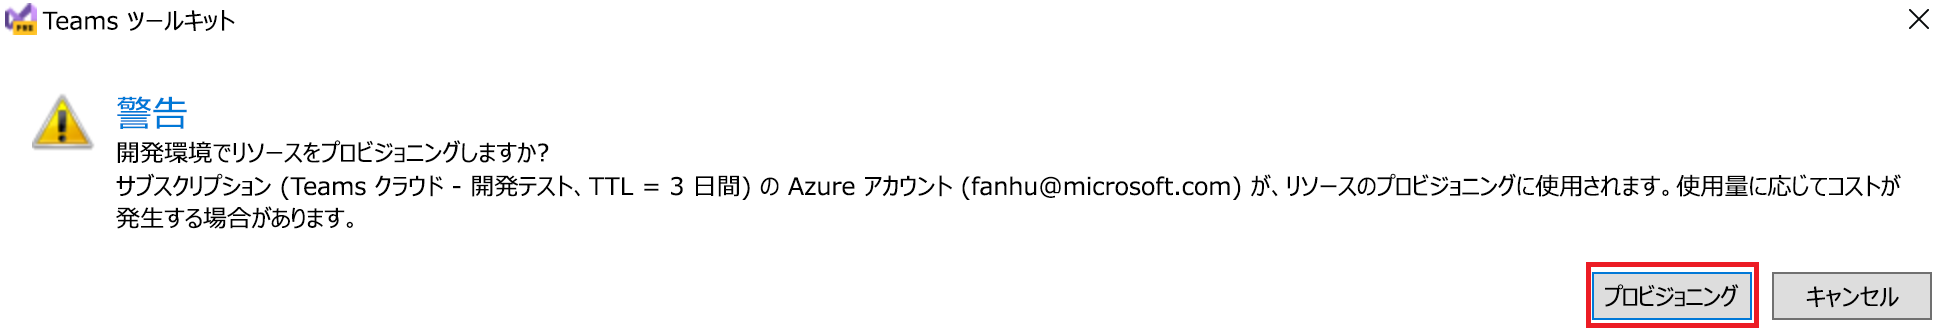 Teams ツールキット
警告
開発環境でリソースをプロビジョニングしますか?
サブスクリプション (Teams クラウド - 開発テスト、TTL = 3 日間) の Azure アカウント (fanhu@microsoft.com) が、リソースのプロビジョニングに使用されます。使用量に応じてコストが
発生する場合があります。
プロビジョニング キャンセル